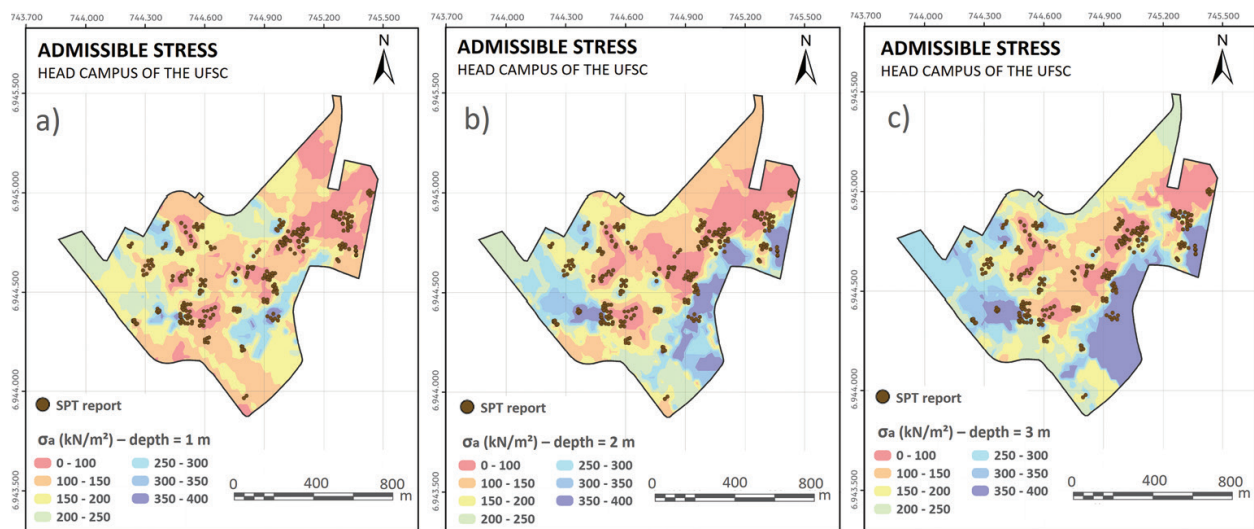 743.700 744.000 744.300 744.600 744.900 745.200 745.500
ADMISSIBLE STRESS
HEAD CAMPUS OF THE UFSC
N
a)
6.945.500
6.945.000
6.944.500
6.944.000
6.943.500
SPT report
σa (kN/m²) – depth = 1 m
0 - 100
100 - 150
150 - 200
200 - 250
250 - 300
300 - 350
350 - 400
0 400 800
m
743.700 744.000 744.300 744.600 744.900 745.200 745.500
ADMISSIBLE STRESS
HEAD CAMPUS OF THE UFSC
N
b)
6.945.500
6.945.000
6.944.500
6.944.000
6.943.500
SPT report
σa (kN/m²) – depth = 2 m
0 - 100
100 - 150
150 - 200
200 - 250
250 - 300
300 - 350
350 - 400
0 400 800
m
743.700 744.000 744.300 744.600 744.900 745.200 745.500
ADMISSIBLE STRESS
HEAD CAMPUS OF THE UFSC
N
c)
6.945.500
6.945.000
6.944.500
6.944.000
6.943.500
SPT report
σa (kN/m²) – depth = 3 m
0 - 100
100 - 150
150 - 200
200 - 250
250 - 300
300 - 350
350 - 400
0 400 800
m